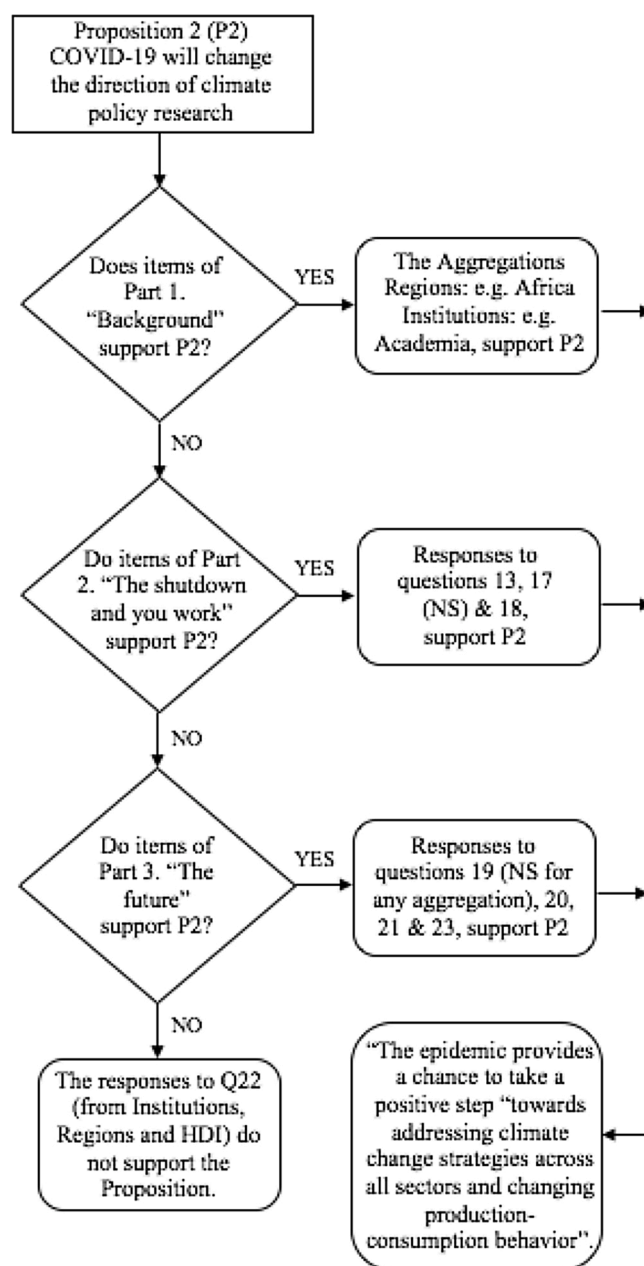 Proposition 2 (P2)
COVID-19 will change
the direction of climate
policy research
Does items of
Part 1.
“Background”
support P2?
YES
The Aggregations
Regions: e.g. Africa
Institutions: e.g.
Academia, support P2
NO
Do items of Part
2. “The shutdown
and you work”
support P2?
YES
Responses to
questions 13, 17
(NS) & 18,
support P2
NO
Do items of
Part 3. “The
future”
support P2?
YES
Responses to
questions 19 (NS for
any aggregation), 20,
21 & 23, support P2
NO
The responses to Q22
(from Institutions,
Regions and HDI) do
not support the
Proposition.
“The epidemic provides
a chance to take a
positive step “towards
addressing climate
change strategies across
all sectors and changing
production-
consumption behavior”.